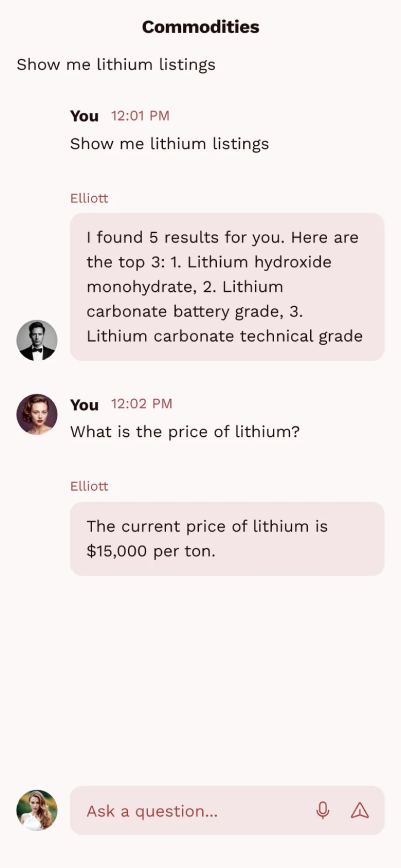 Commodities
Show me lithium listings
You 12:01 PM
Show me lithium listings
Elliott
I found 5 results for you. Here are
the top 3: 1. Lithium hydroxide
monohydrate, 2. Lithium
carbonate battery grade, 3.
Lithium carbonate technical grade
You 12:02 PM
What is the price of lithium?
Elliott
The current price of lithium is
$15,000 per ton.
Ask a question...